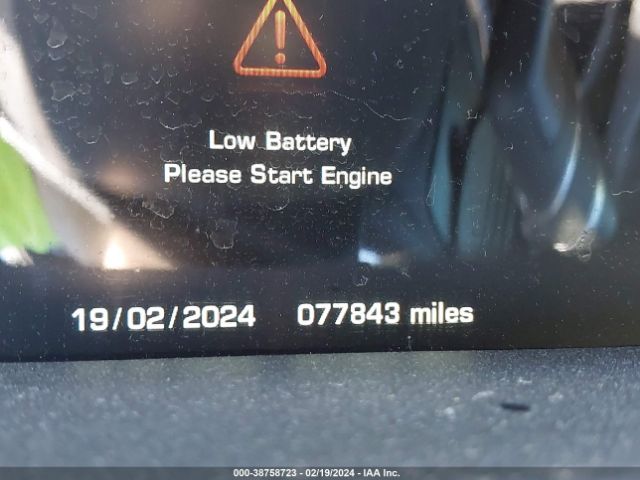 Low Battery
Please Start Engine
19/02/2024 077843 miles
000-38758723 - 02/19/2024 - IAA Inc.